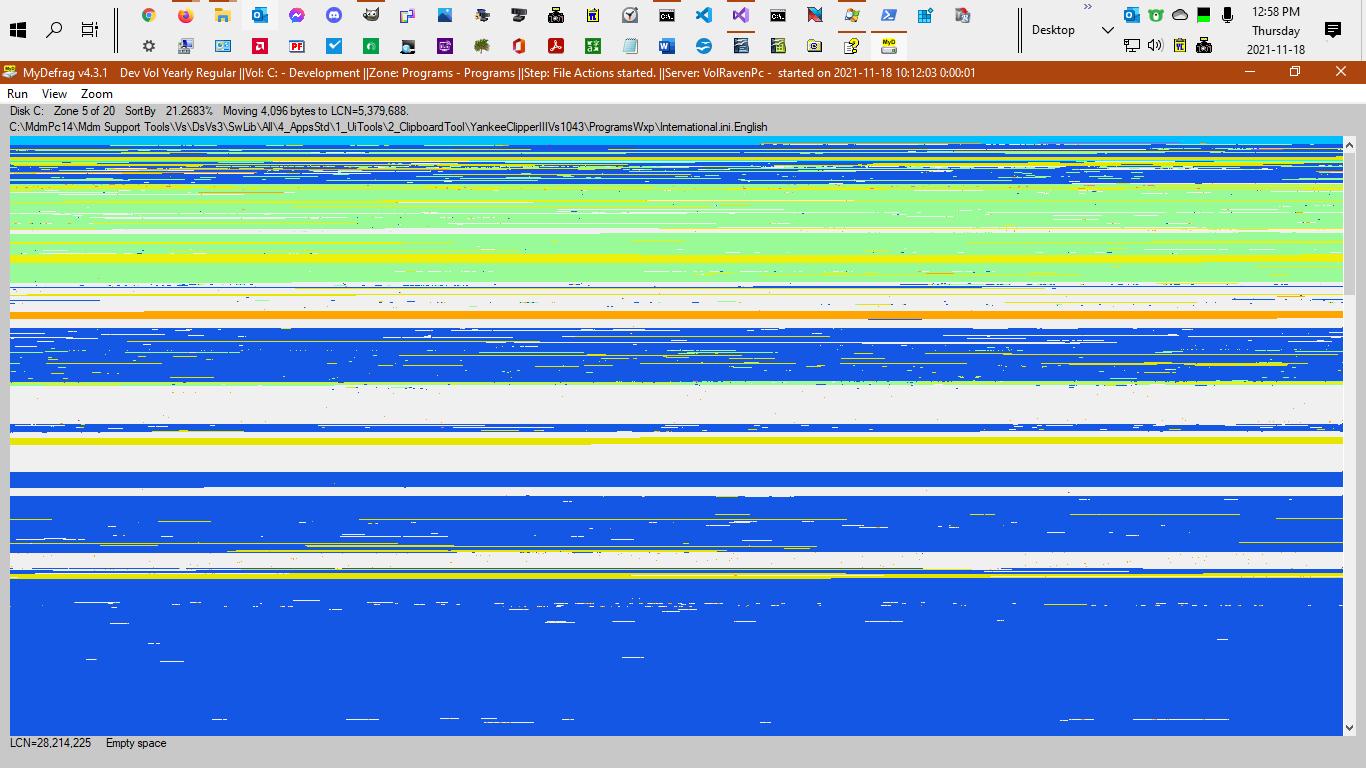 12:58 PM
Desktop
Thursday
2021-11-18
MyDefrag v4.3.1 Dev Vol Yearly Regular ||Vol: C: - Development ||Zone: Programs - Programs ||Step: File Actions started. ||Server: VolRavenPc - started on 2021-11-18 10:12:03 0:00:01
Run View Zoom
Disk C: Zone 5 of 20 SortBy 21.2683% Moving 4,096 bytes to LCN=5,379,688.
C:\MdmPc14\Mdm Support Tools\Vs\DsVs3\SwLib\All\4_AppsStd\1_UiTools\2_ClipboardTool\YankeeClipperIIIVs1043\ProgramsWxp\International.ini.English
LCN=28,214,225 Empty space